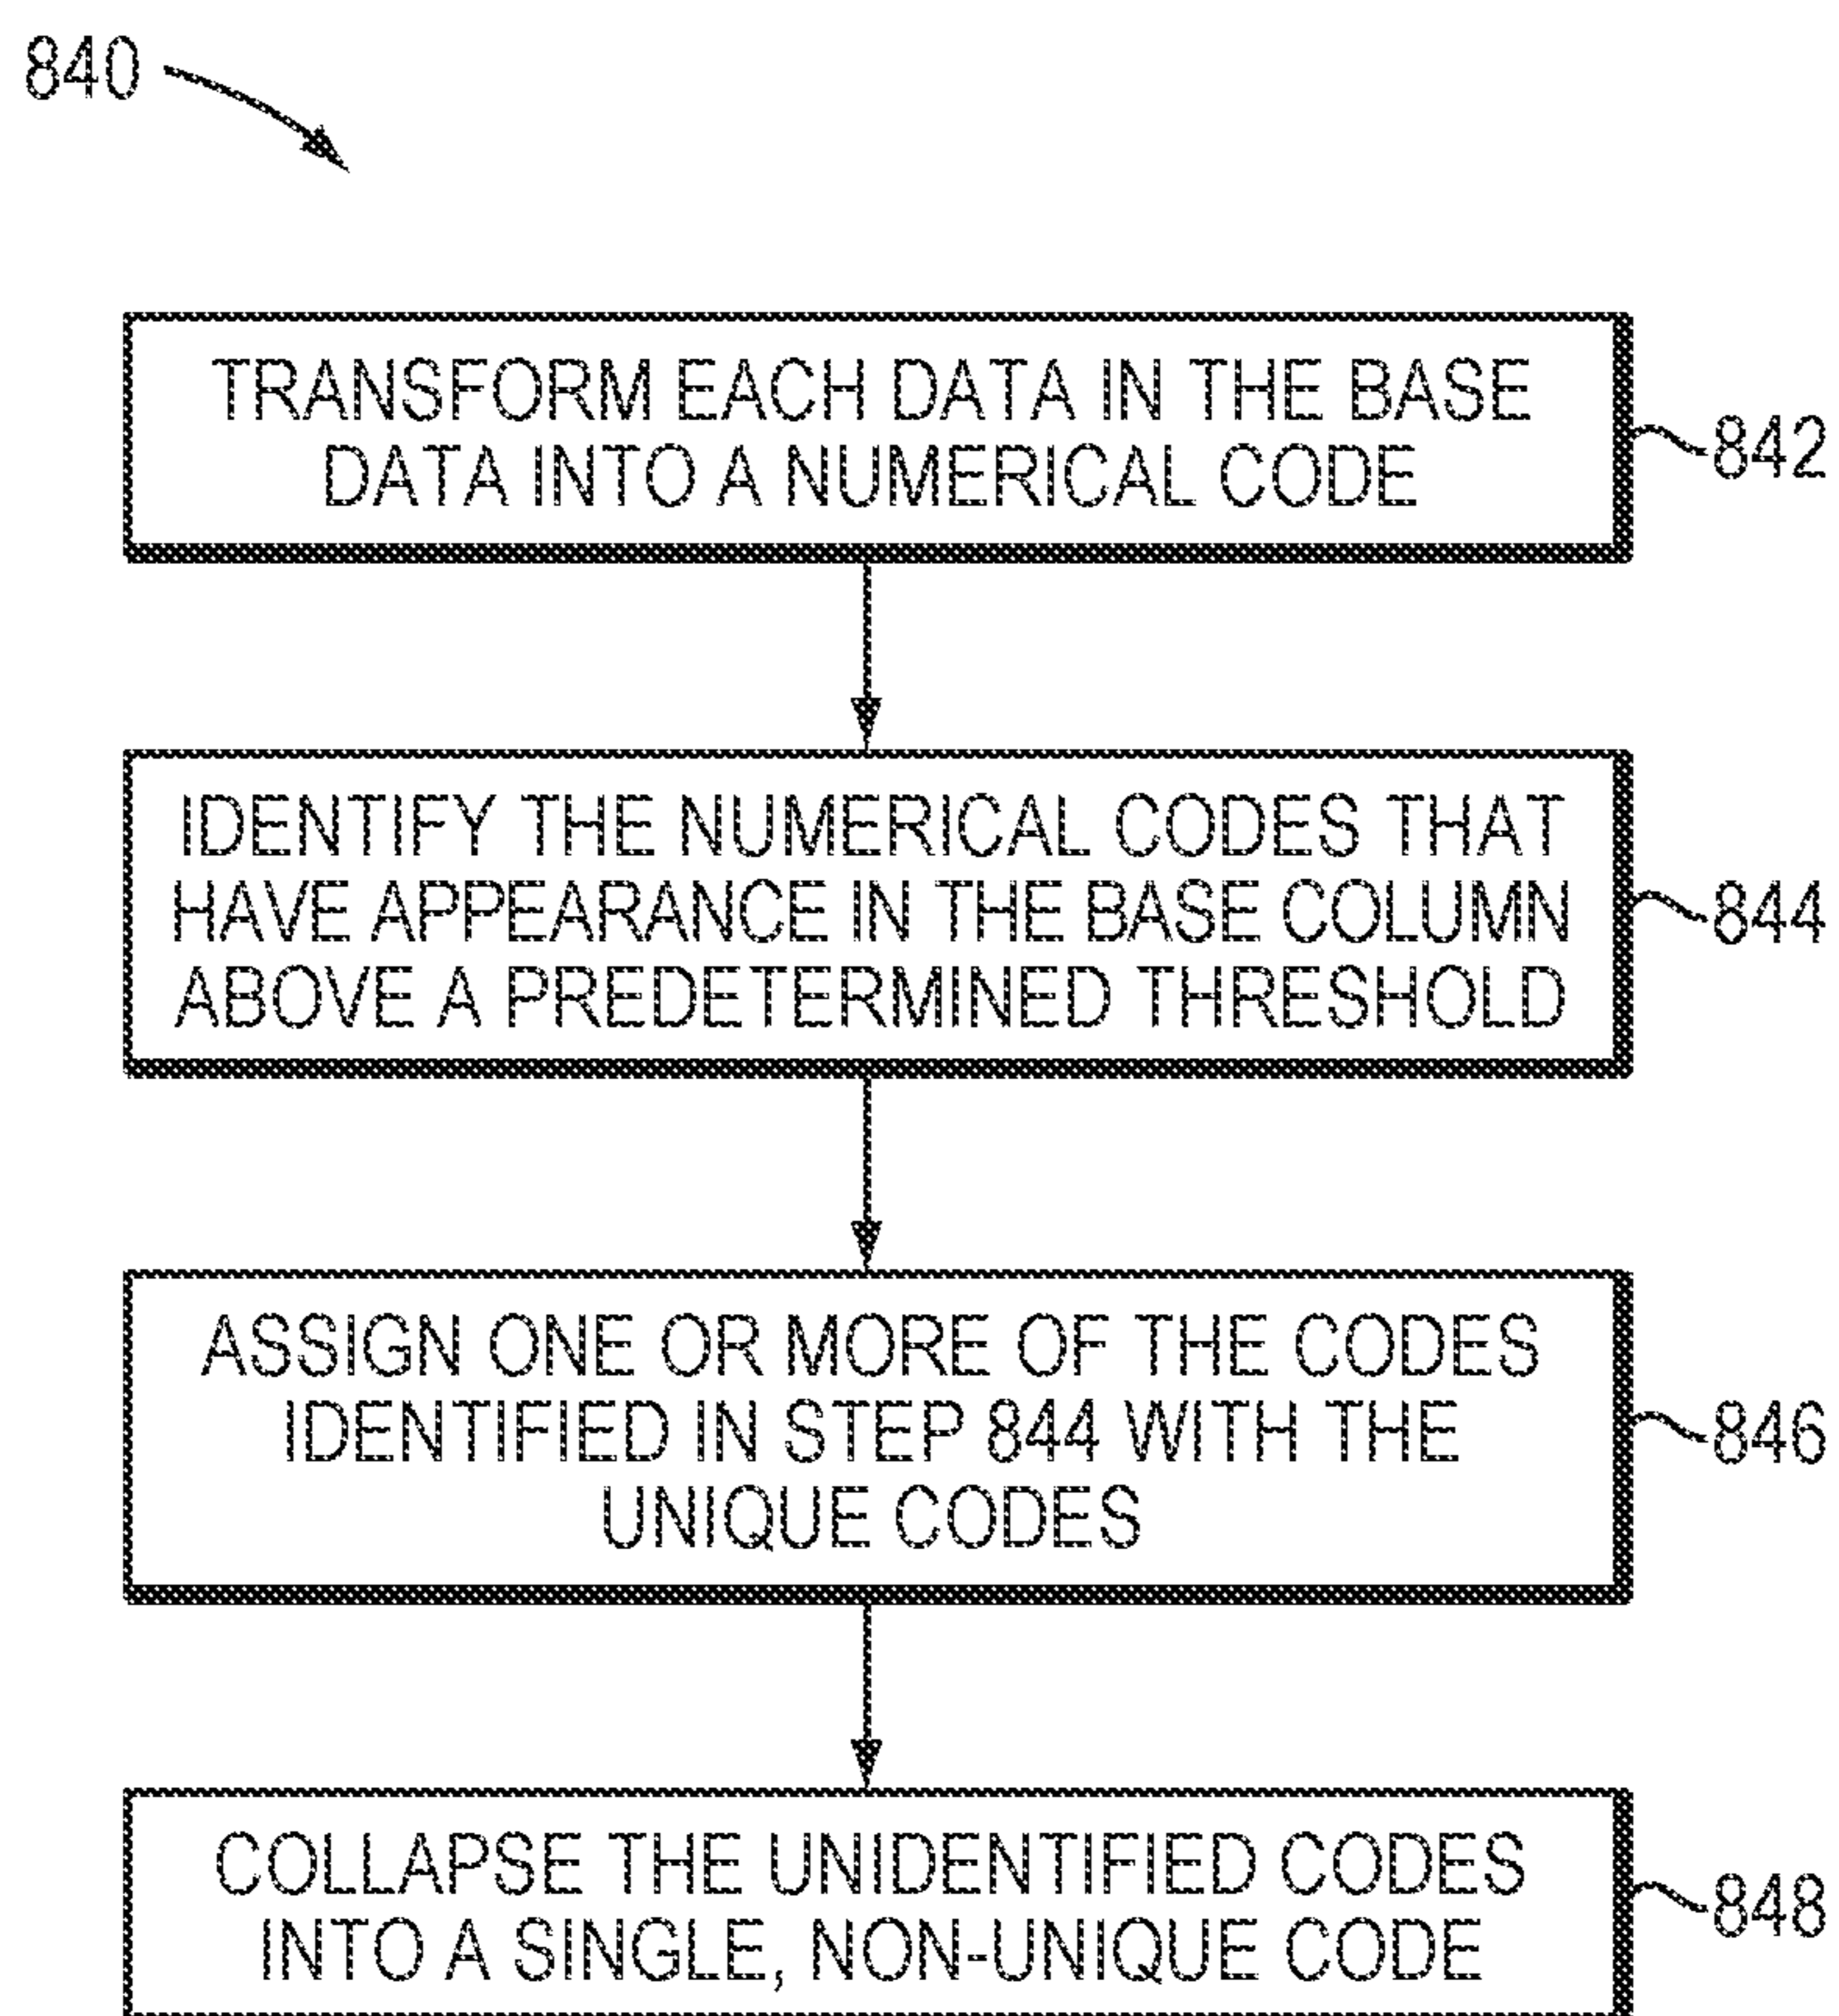 840
TRANSFORM EACH DATA IN THE BASE
DATA INTO A NUMERICAL CODE
842
IDENTIFY THE NUMERICAL CODES THAT
HAVE APPEARANCE IN THE BASE COLUMN
ABOVE A PREDETERMINED THRESHOLD
844
ASSIGN ONE OR MORE OF THE CODES
IDENTIFIED IN STEP 844 WITH THE
UNIQUE CODES
846
COLLAPSE THE UNIDENTIFIED CODES
INTO A SINGLE, NON-UNIQUE CODE
848